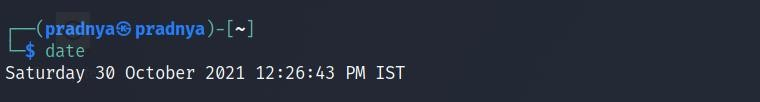 ┌──(pradnya㉿pradnya)-[~]
└─$ date
Saturday 30 October 2021 12:26:43 PM IST